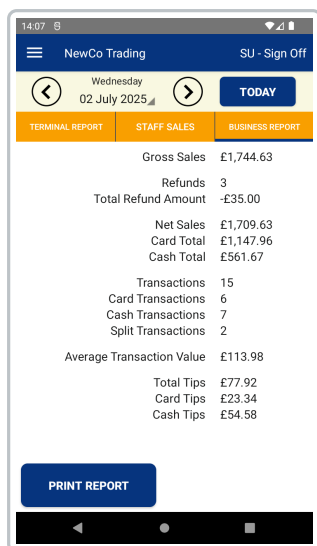 14:07
NewCo Trading SU - Sign Off
Wednesday
02 July 2025
TODAY
TERMINAL REPORT STAFF SALES BUSINESS REPORT
Gross Sales £1,744.63
Refunds 3
Total Refund Amount -£35.00
Net Sales £1,709.63
Card Total £1,147.96
Cash Total £561.67
Transactions 15
Card Transactions 6
Cash Transactions 7
Split Transactions 2
Average Transaction Value £113.98
Total Tips £77.92
Card Tips £23.34
Cash Tips £54.58
PRINT REPORT